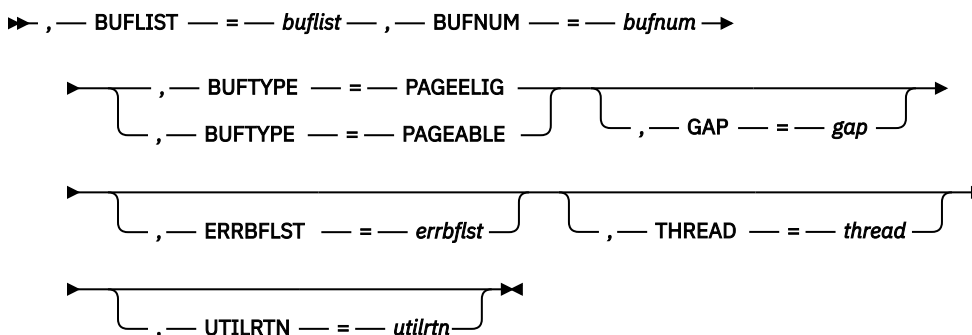 , BUFLIST = buflist , BUFNUM = bufnum
, BUFTYPE = PAGEELIG
, BUFTYPE = PAGEABLE
, GAP = gap
, ERRBFLST = errbflst
, THREAD = thread
, UTILRTN = utilrtn